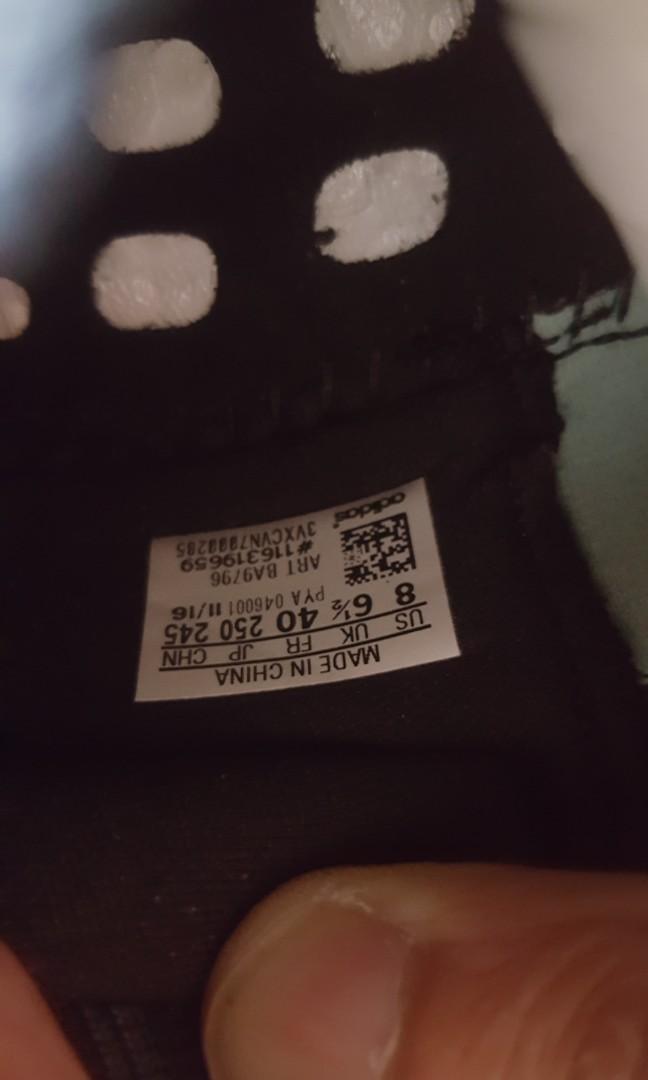 MADE IN CHINA
US UK FR JP CHN
8 6½ 40 250 245
PYA 046001 11/16
ART BA9796
#116319659
adidas